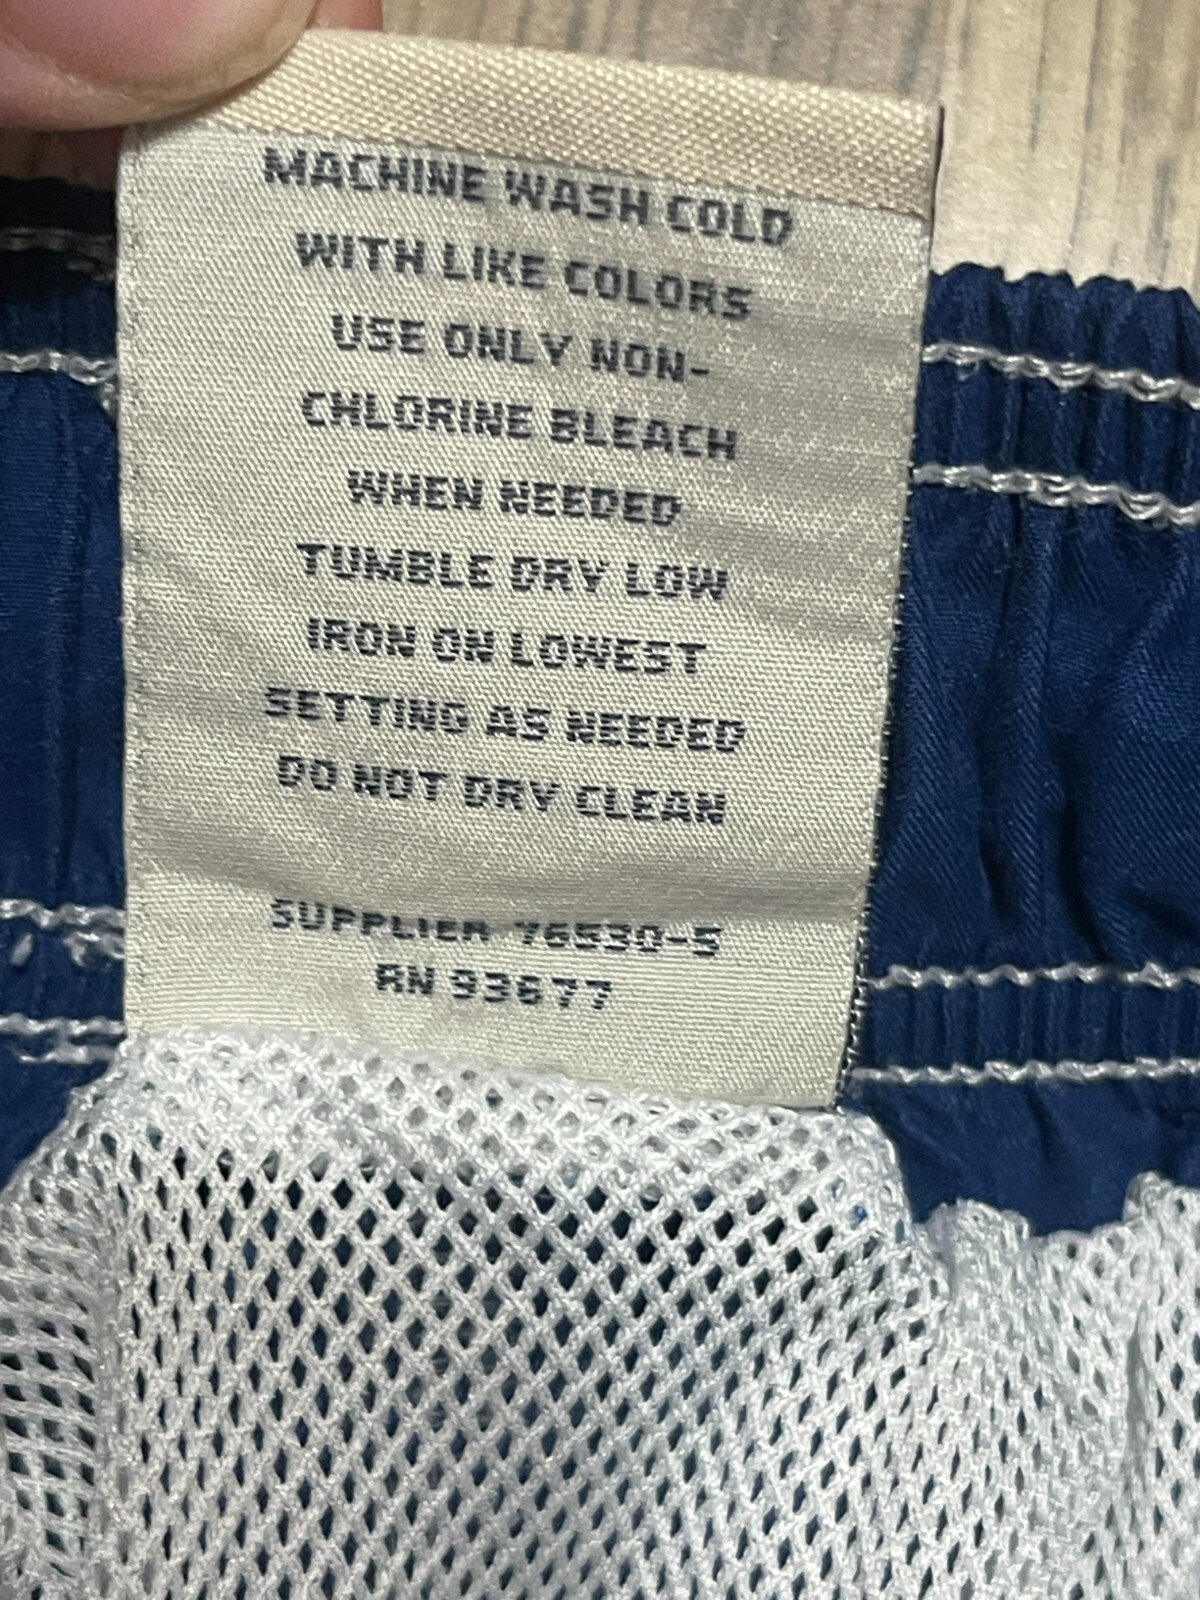 MACHINE WASH COLD
WITH LIKE COLORS
USE ONLY NON-
CHLORINE BLEACH
WHEN NEEDED
TUMBLE DRY LOW
IRON ON LOWEST
SETTING AS NEEDED
DO NOT DRY CLEAN
SUPPLIER 76530-5
RN 93677